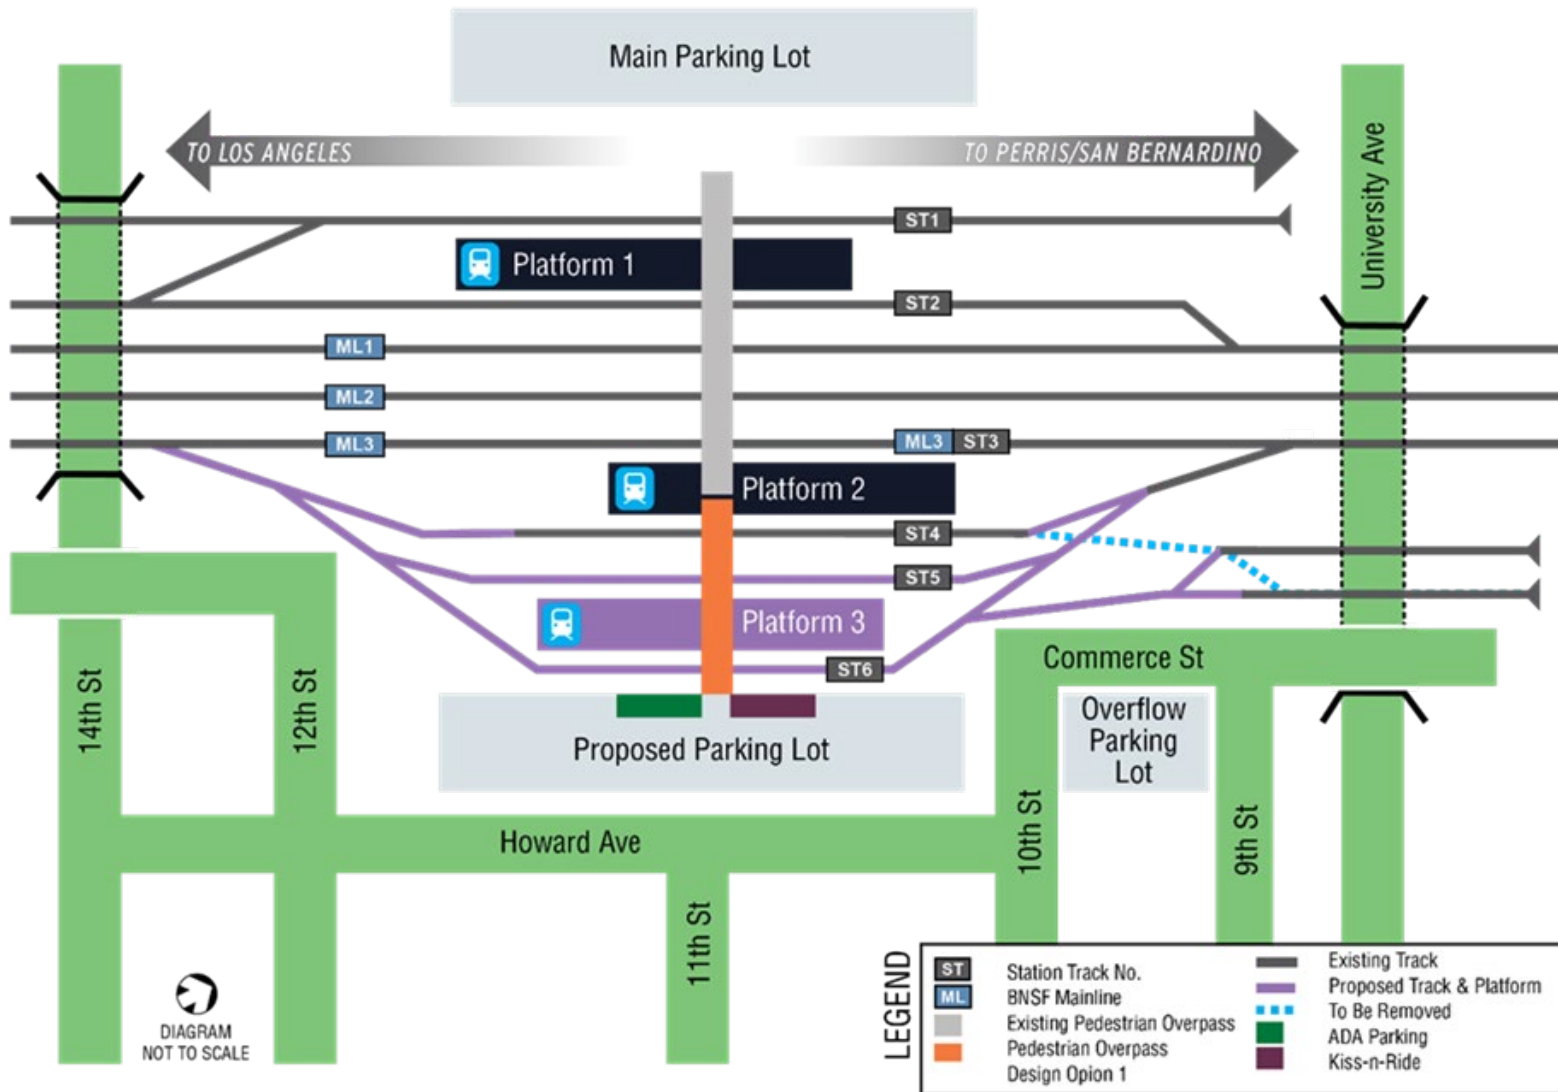 Main Parking Lot
TO LOS ANGELES
TO PERRIS/SAN BERNARDINO
University Ave
ST1
Platform 1
ST2
ML1
ML2
ML3
ML3 ST3
Platform 2
ST4
ST5
Platform 3
ST6
Commerce St
14th St
12th St
Proposed Parking Lot
Overflow
Parking
Lot
Howard Ave
10th St
9th St
11th St
DIAGRAM
NOT TO SCALE
LEGEND
ST Station Track No.
ML BNSF Mainline
Existing Pedestrian Overpass
Pedestrian Overpass
Design Opion 1
Existing Track
Proposed Track & Platform
To Be Removed
ADA Parking
Kiss-n-Ride